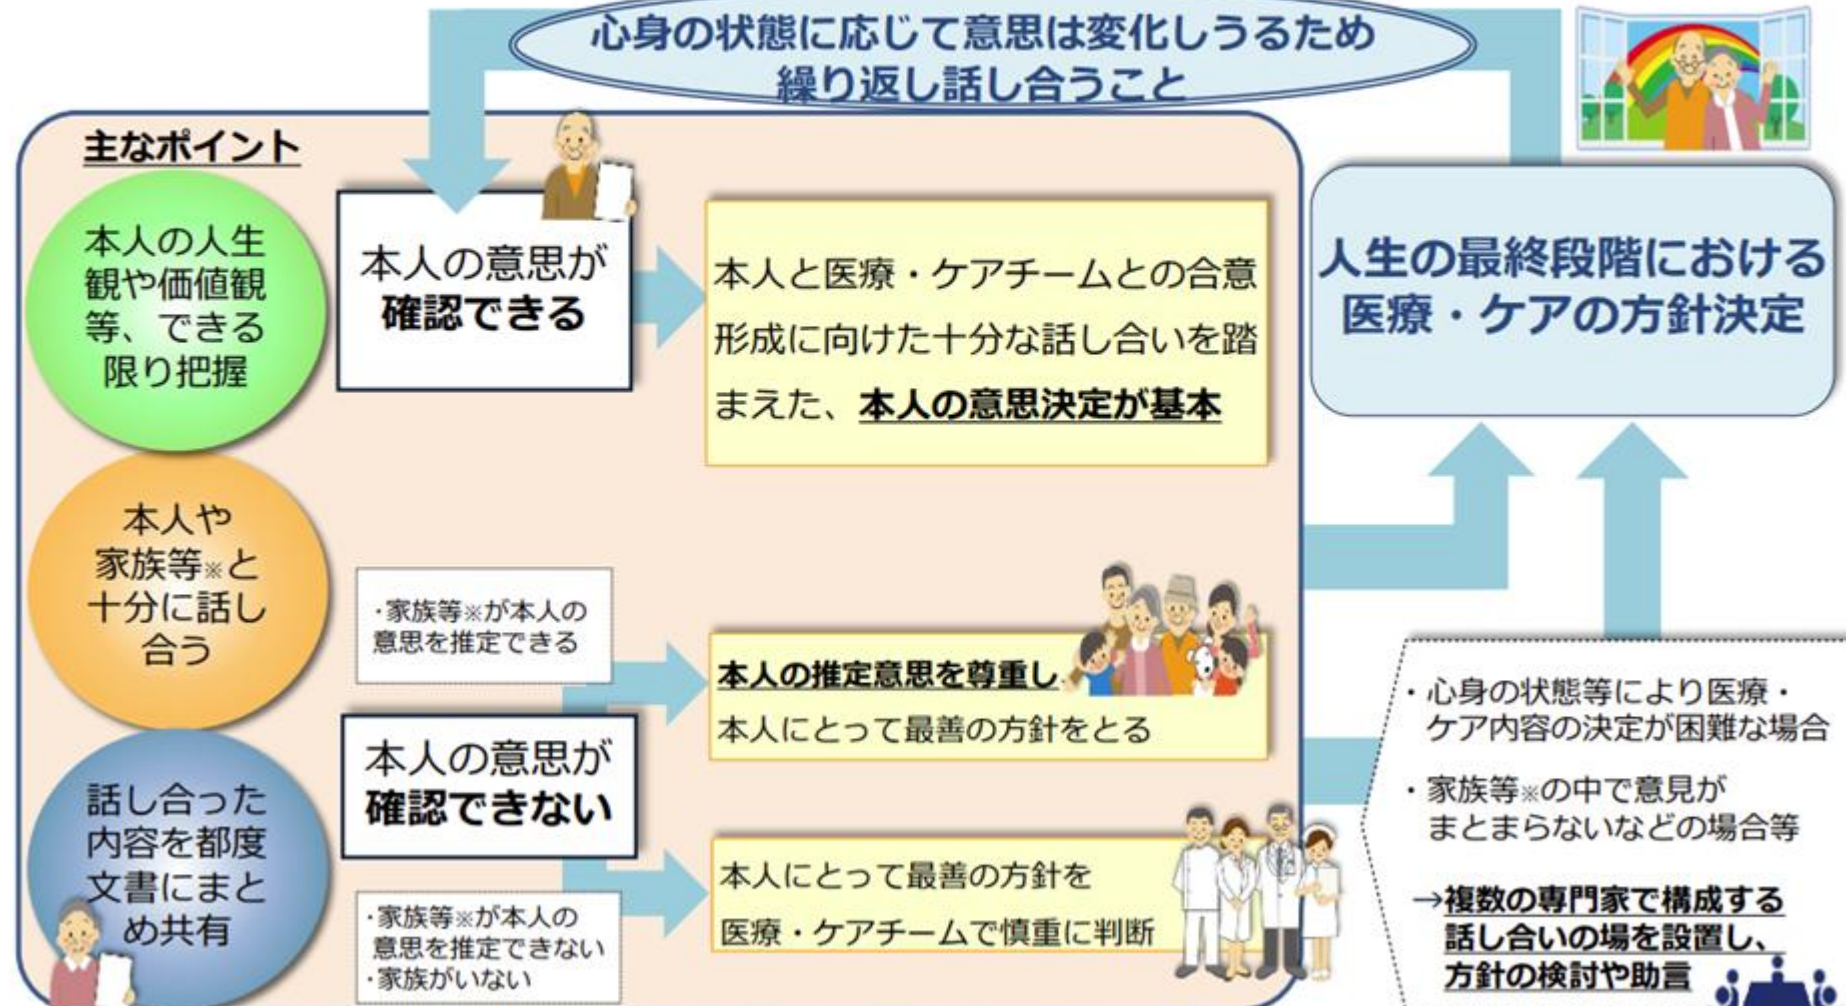 心身の状態に応じて意思は変化しうるため
繰り返し話し合うこと
主なポイント
本人の人生
観や価値観
等、できる
限り把握
本人や
家族等※と
十分に話し
合う
話し合った
内容を都度
文書にまと
め共有
本人の意思が
確認できる
本人と医療・ケアチームとの合意
形成に向けた十分な話し合いを踏
まえた、本人の意思決定が基本
・家族等※が本人の
意思を推定できる
本人の意思が
確認できない
・家族等※が本人の
意思を推定できない
・家族がいない
本人の推定意思を尊重し
本人にとって最善の方針をとる
本人にとって最善の方針を
医療・ケアチームで慎重に判断
人生の最終段階における
医療・ケアの方針決定
・心身の状態等により医療・
ケア内容の決定が困難な場合
・家族等※の中で意見が
まとまらないなどの場合等
→複数の専門家で構成する
話し合いの場を設置し、
方針の検討や助言